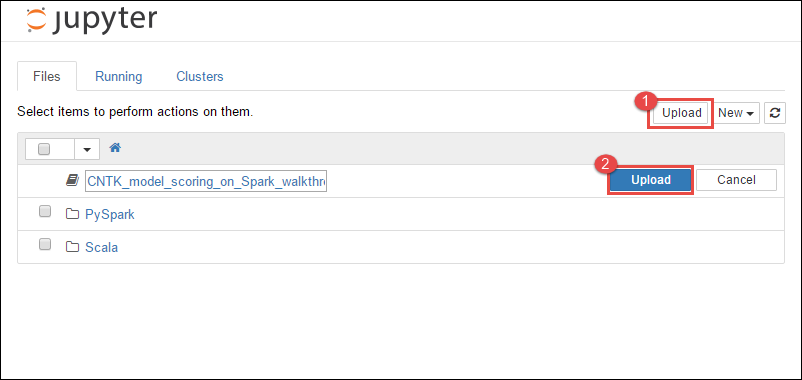 jupyter
Files Running Clusters
Select items to perform actions on them.
1
Upload New
2
CNTK_model_scoring_on_Spark_walkthr
Upload Cancel
PySpark
Scala